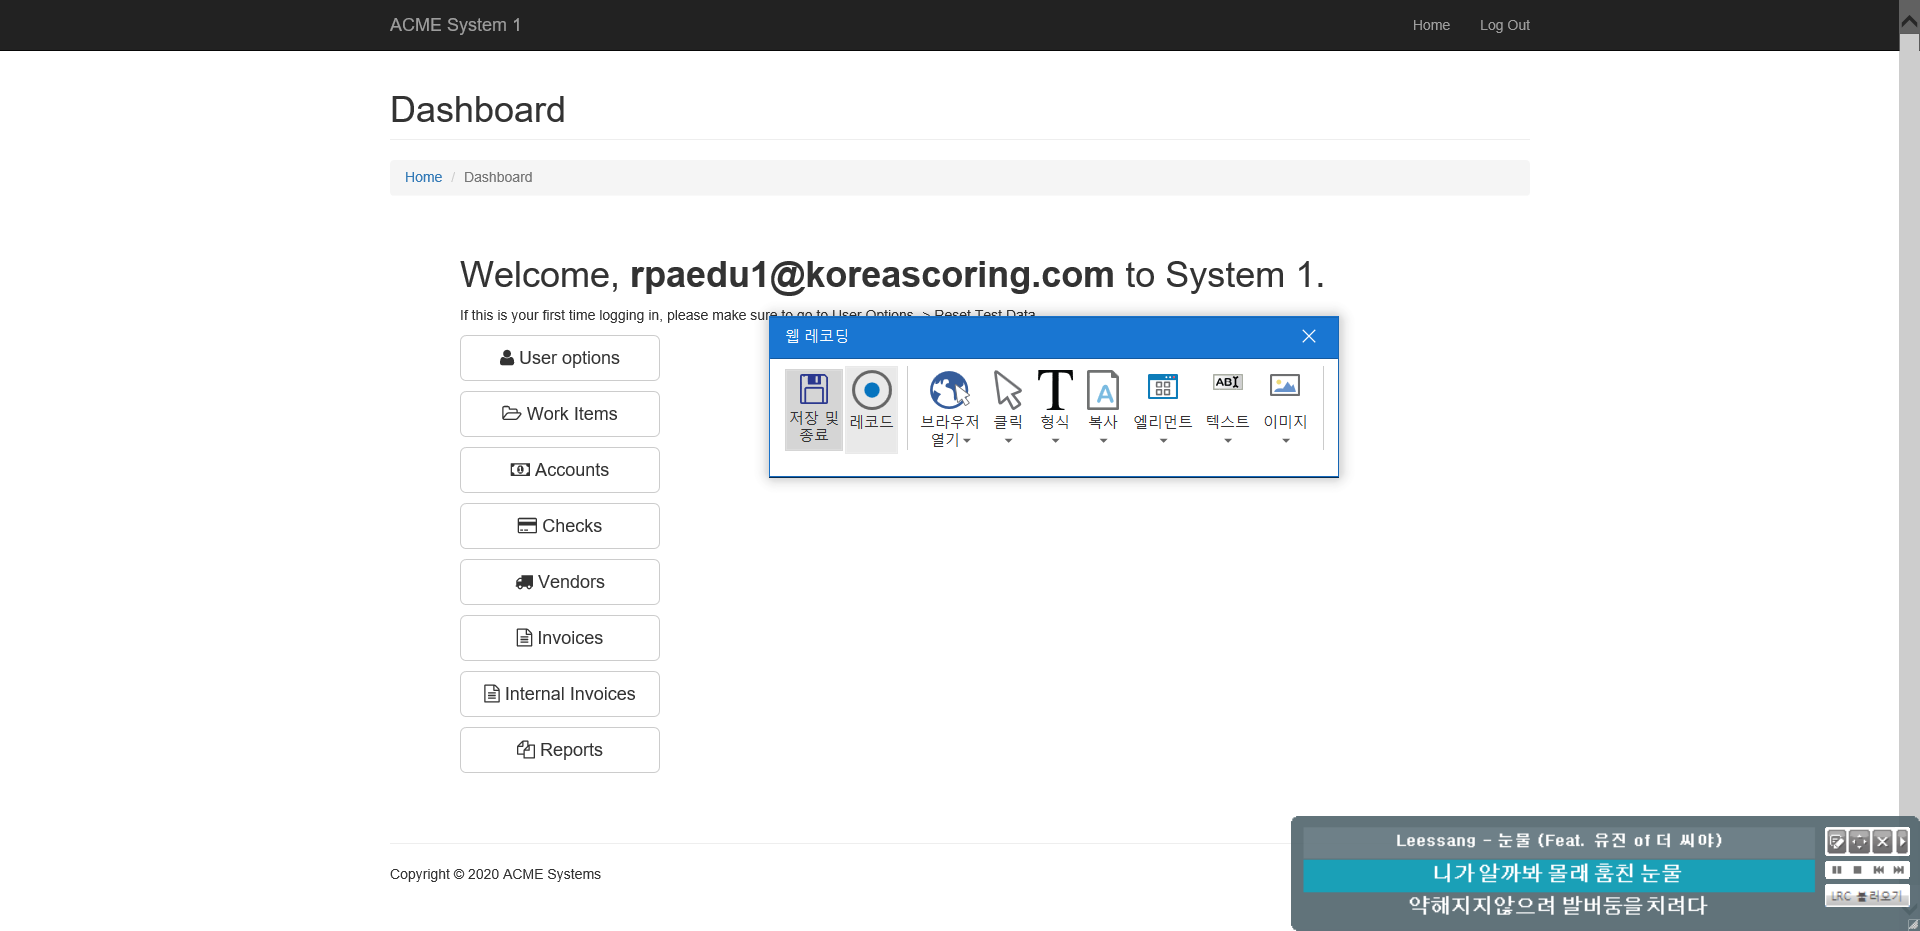 ACME System 1
Home
Log Out
Dashboard
Home / Dashboard
Welcome, rpaedu1@koreascoring.com to System 1.
If this is your first time logging in, please make sure to go to User Options -> Reset Test Data
웹 레코딩
저장 및
종료
레코드
브라우저
열기
클릭
형식
복사
엘리먼트
ABI
텍스트
이미지
User options
Work Items
Accounts
Checks
Vendors
Invoices
Internal Invoices
Reports
Copyright © 2020 ACME Systems
Leessang - 눈물 (Feat. 유진 of 더 씨야)
니가 알까봐 몰래 훔친 눈물
약해지지않으려 발버둥을치려다
LRC 불러오기